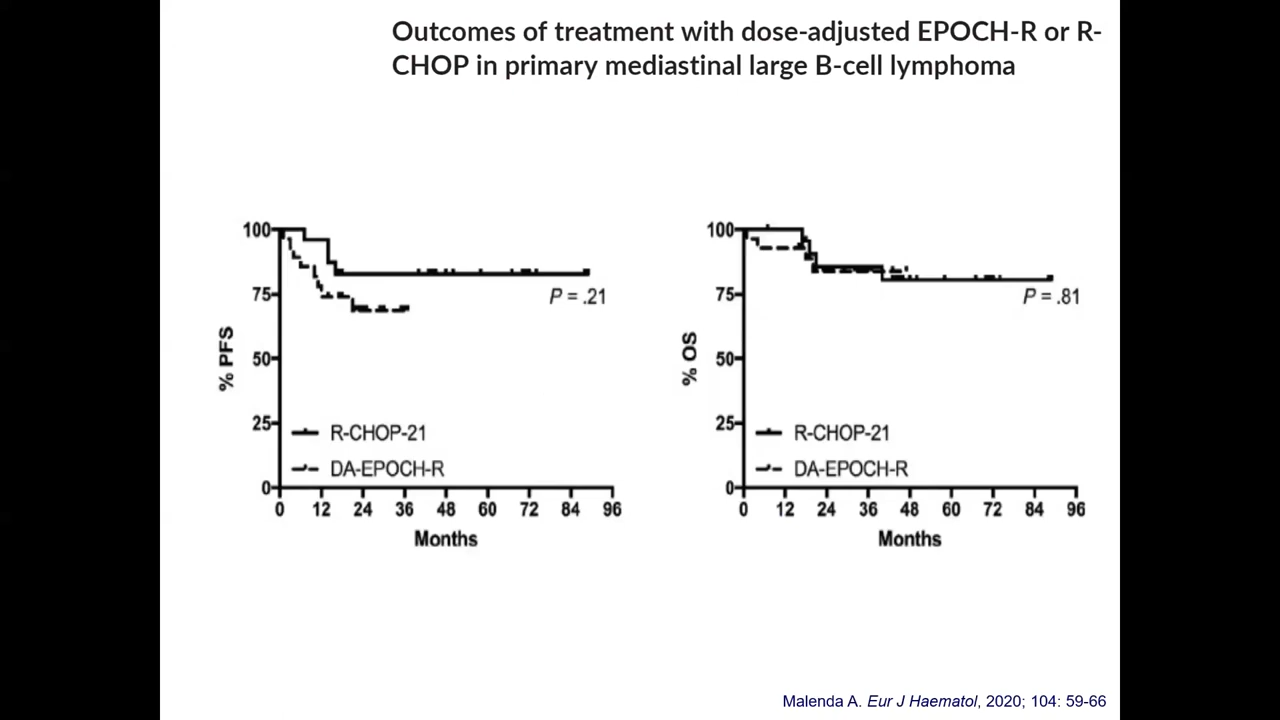 Outcomes of treatment with dose-adjusted EPOCH-R or R-
CHOP in primary mediastinal large B-cell lymphoma
100
75
50
25
0
% PFS
P = .21
R-CHOP-21
DA-EPOCH-R
0 12 24 36 48 60 72 84 96
Months
100
75
50
25
0
% OS
P = .81
R-CHOP-21
DA-EPOCH-R
0 12 24 36 48 60 72 84 96
Months
Malenda A. Eur J Haematol, 2020; 104: 59-66